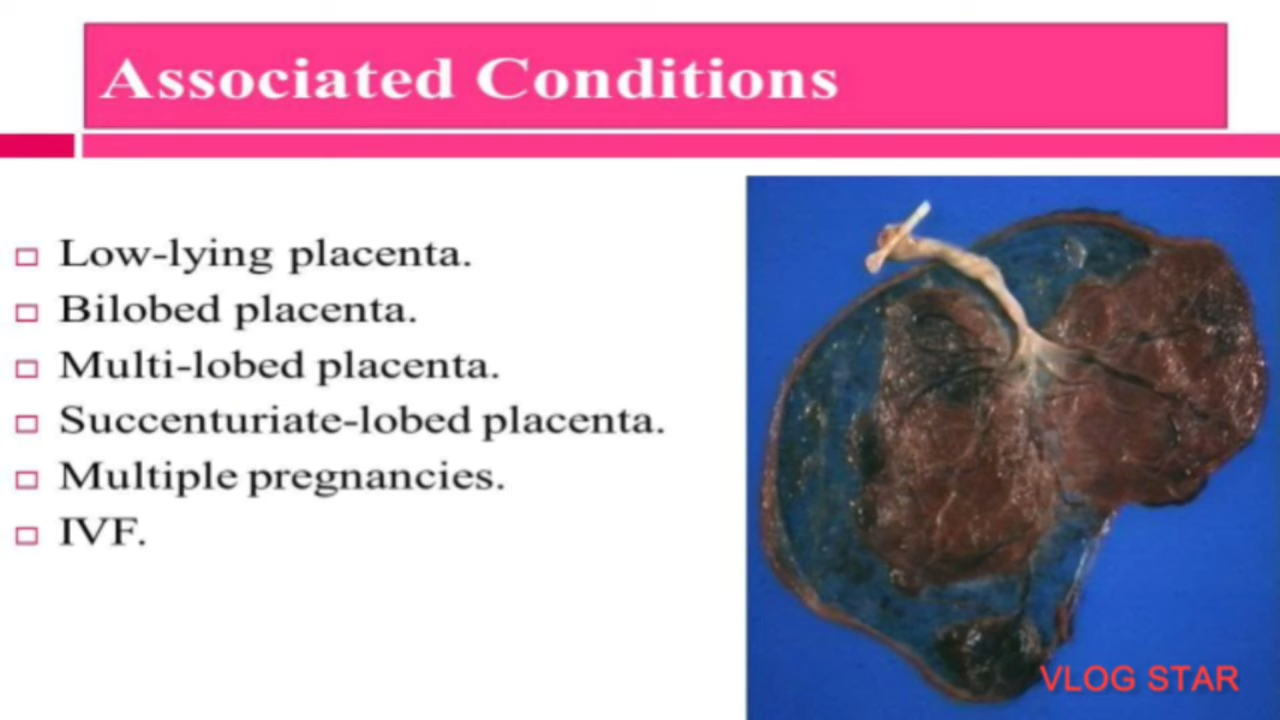 Associated Conditions
Low-lying placenta.
Bilobed placenta.
Multi-lobed placenta.
Succenturiate-lobed placenta.
Multiple pregnancies.
IVF.
VLOG STAR